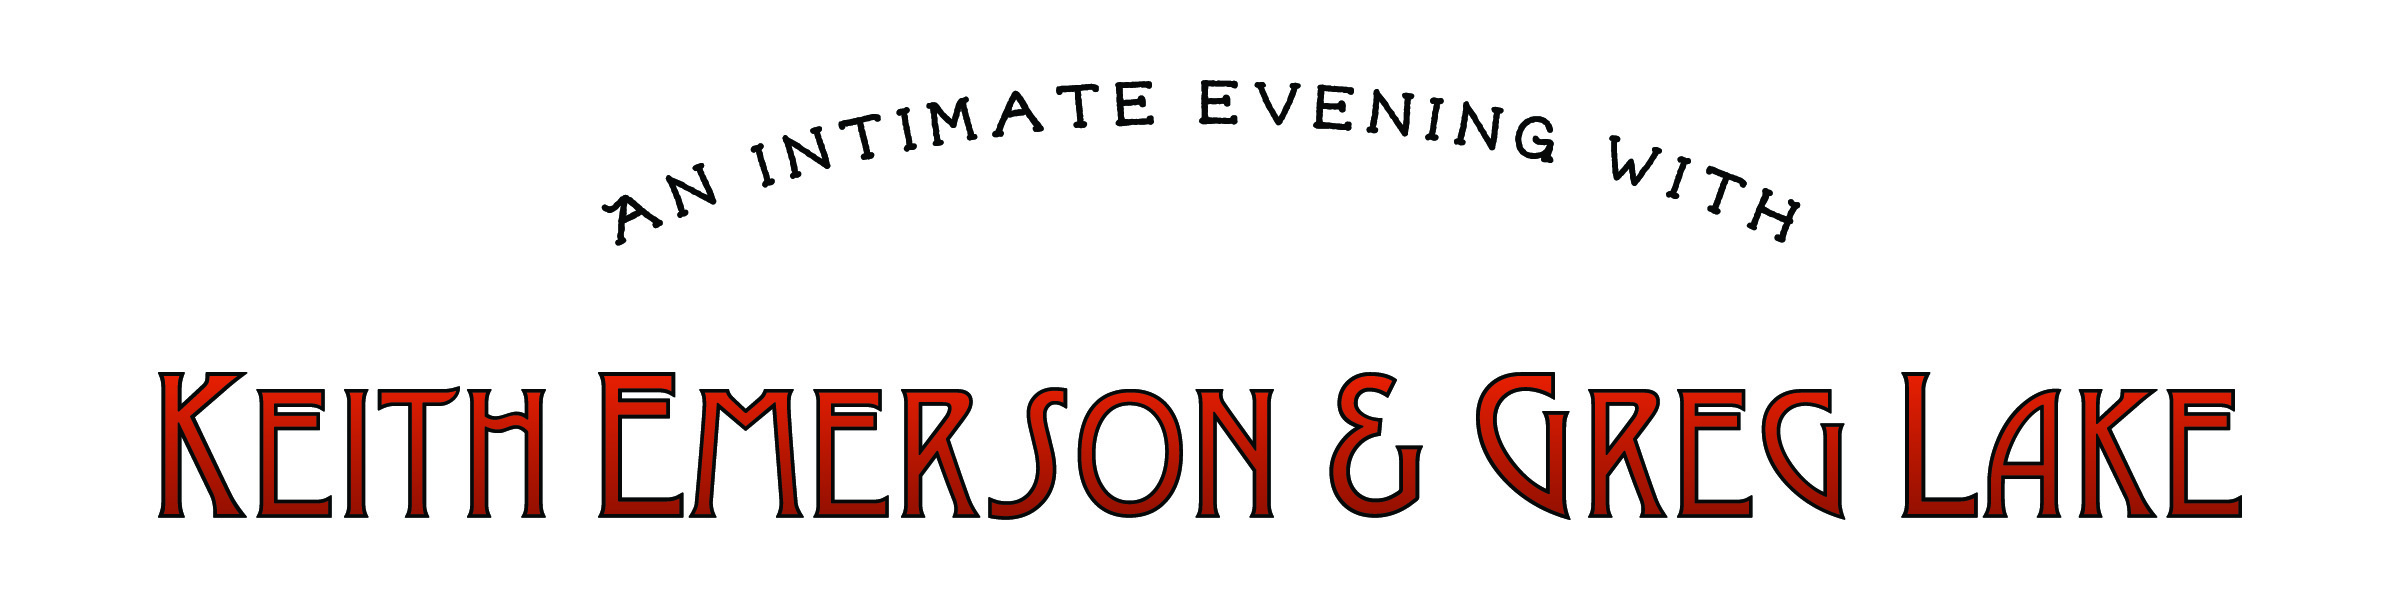 AN INTIMATE EVENING WITH
KEITH EMERSON & GREG LAKE